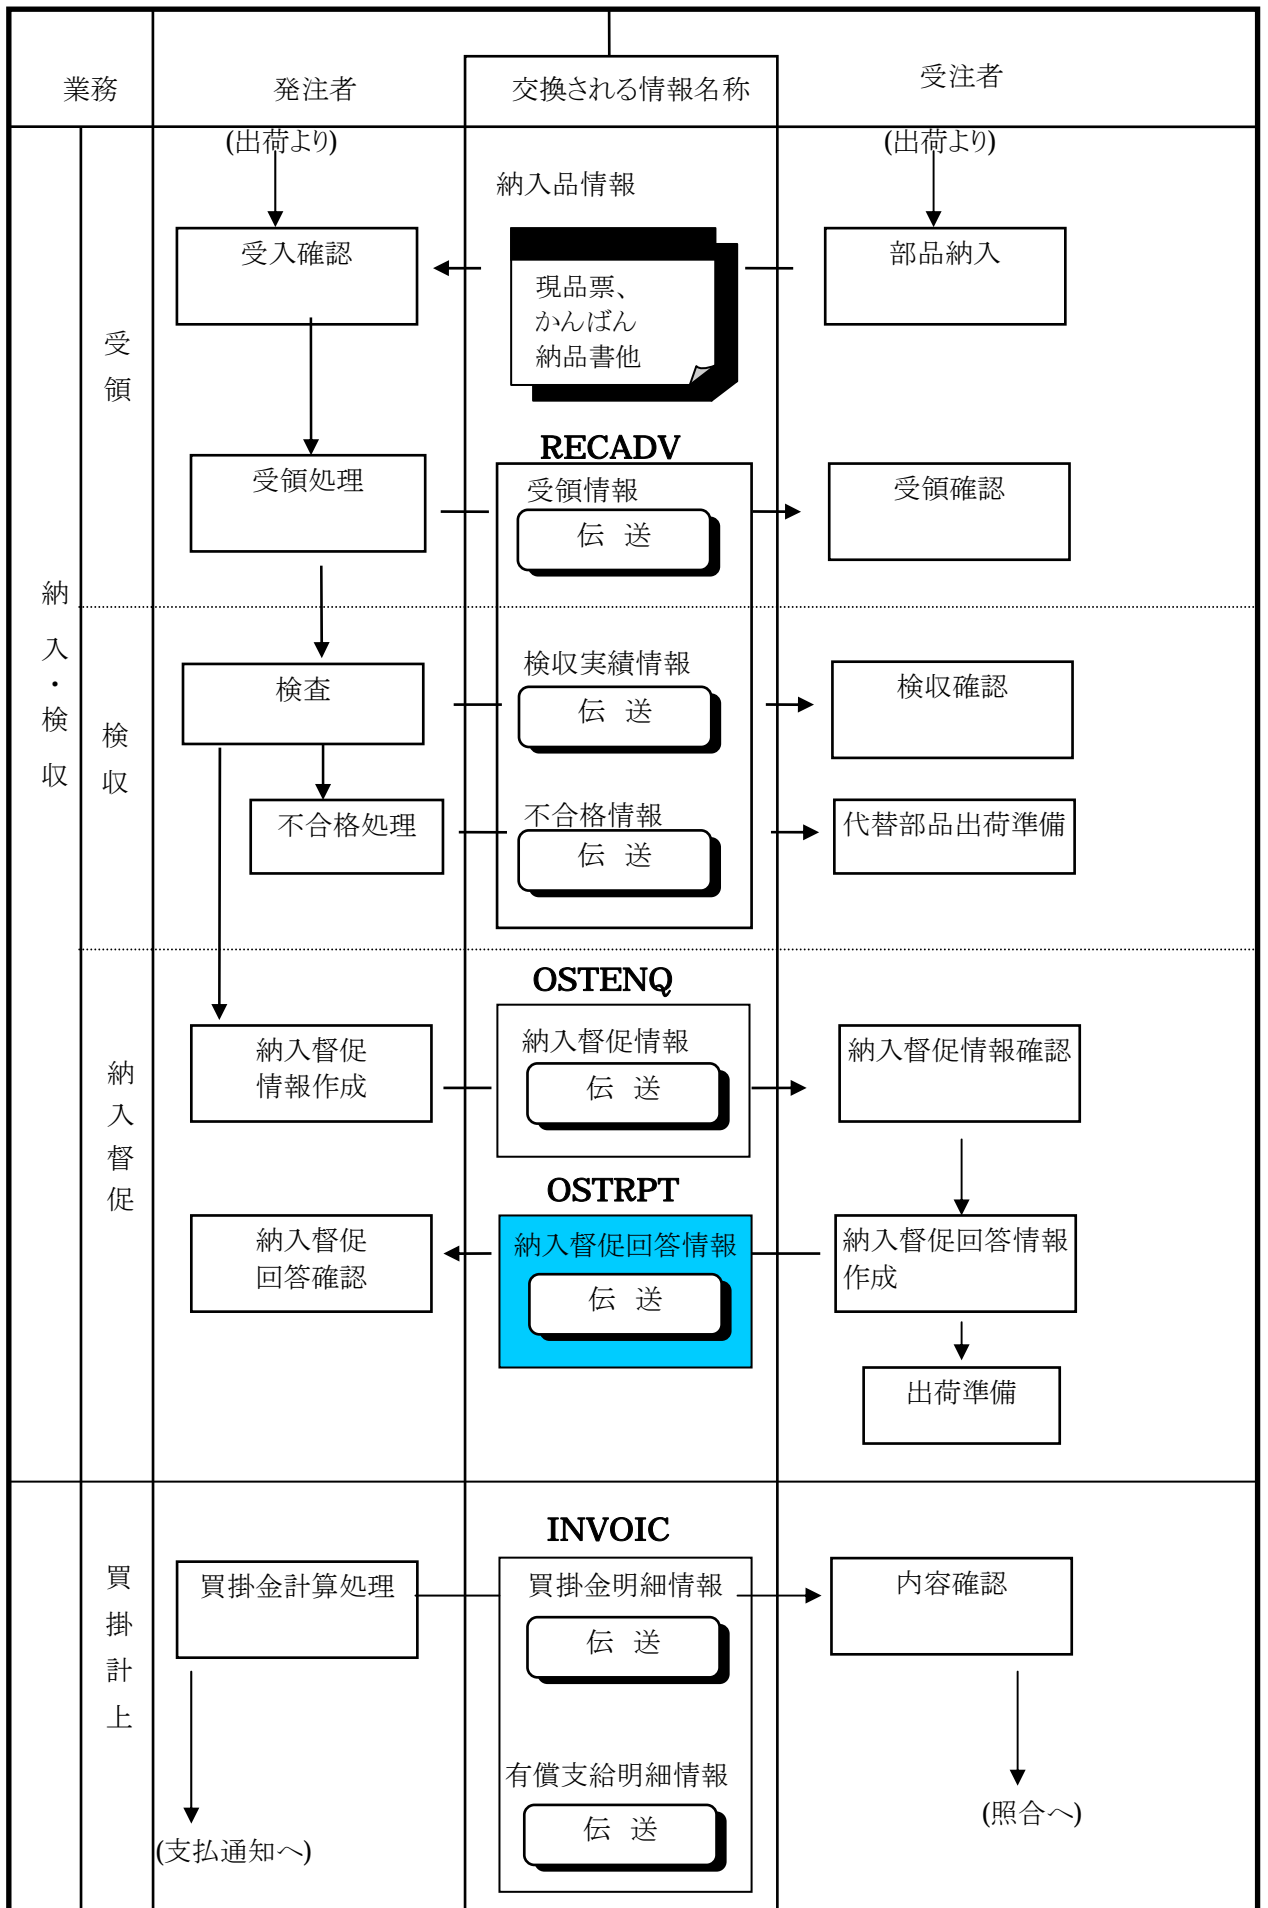 業務
発注者
交換される情報名称
受注者
(出荷より)
(出荷より)
納入品情報
受入確認
部品納入
現品票、
かんばん
納品書他
受領
RECADV
受領処理
受領情報
伝 送
受領確認
納入・検収
検収
検査
検収実績情報
伝 送
検収確認
不合格処理
不合格情報
伝 送
代替部品出荷準備
納入督促
OSTENQ
納入督促
情報作成
納入督促情報
伝 送
納入督促情報確認
OSTRPT
納入督促
回答確認
納入督促回答情報
伝 送
納入督促回答情報
作成
出荷準備
買掛計上
INVOIC
買掛金計算処理
買掛金明細情報
伝 送
内容確認
有償支給明細情報
伝 送
(支払通知へ)
(照合へ)